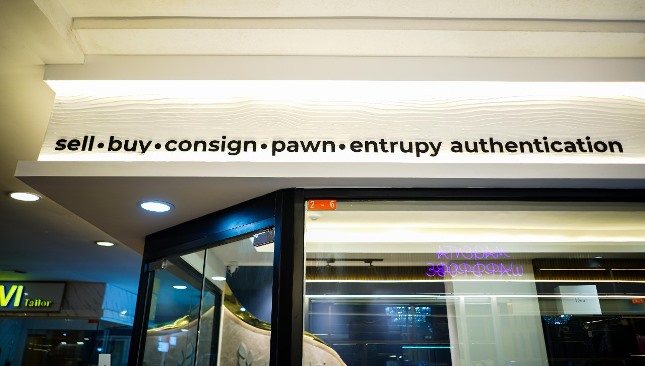 sell•buy•consign•pawn•entrupy authentication
2 - 6
VI Tailor